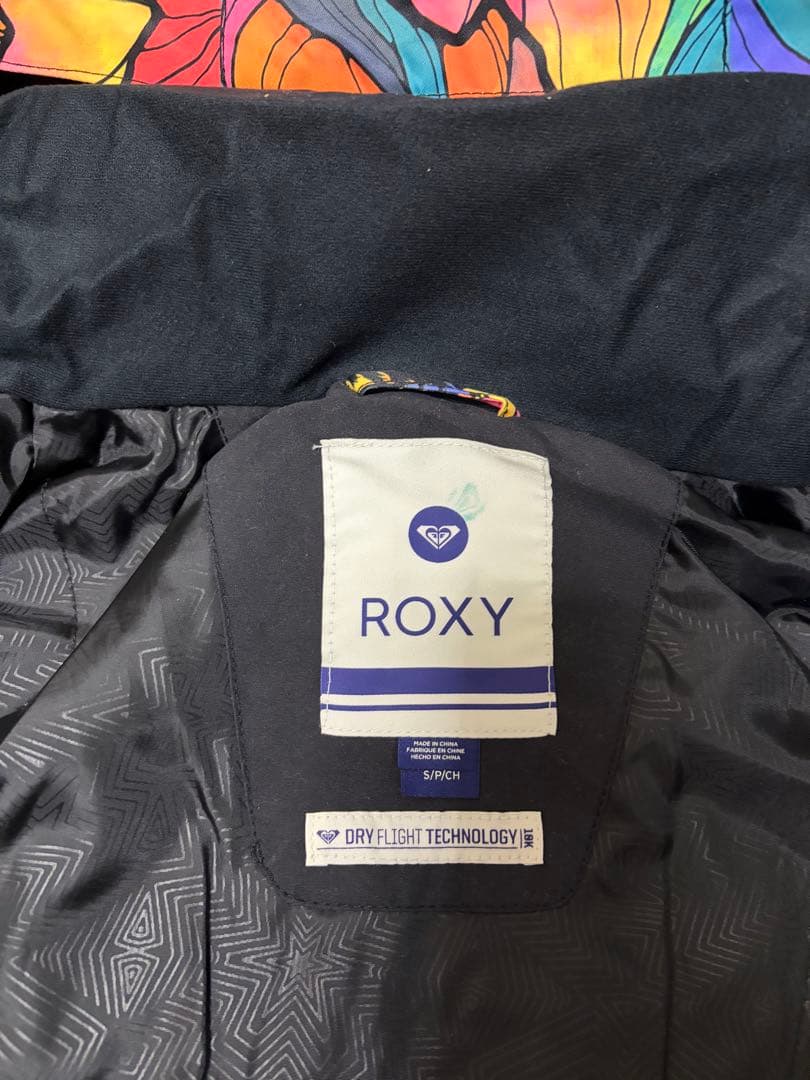 ROXY
MADE IN CHINA
FABRIQUE EN CHINE
HECHO EN CHINA
S/P/CH
DRY FLIGHT TECHNOLOGY 10K